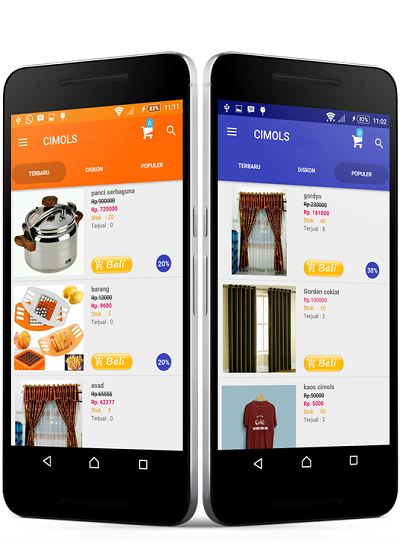 83% 11:11
CIMOLS
0
TERBARU DISKON POPULER
panci serbaguna
Rp. 900000
Rp. 720000
Stok : 20
Terjual : 0
Beli
20%
barang
Rp. 12000
Rp. 9600
Stok : 5
Terjual : 0
Beli
20%
asad
Rp. 65555
Rp. 62277
Stok : 5
Terjual : 0
82% 11:02
CIMOLS
0
TERBARU DISKON POPULER
gordyn
Rp. 230000
Rp. 161000
Stok : 40
Terjual : 8
Beli
30%
Gorden coklat
Rp. 100000
Stok : 10
Terjual : 2
Beli
kaos cimols
Rp. 50000
Rp. 5000
Stok : 50
Terjual : 2